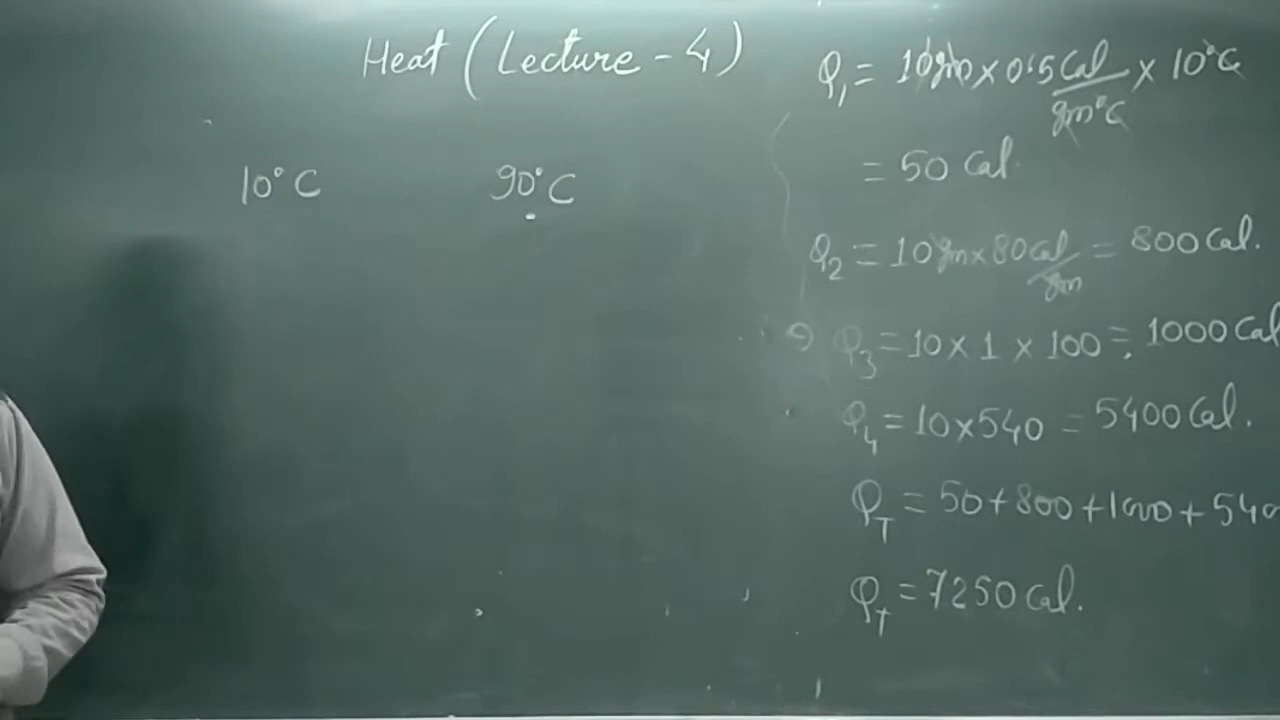 Heat (Lecture - 4)
10°C 90°C
Q₁ = 10gm × 0.5 Cal/gm°C × 10°C
= 50 Cal
Q₂ = 10gm × 80 Cal/gm = 800 Cal.
Q₃ = 10 × 1 × 100 = 1000 Cal
Q₄ = 10 × 540 = 5400 Cal.
Q_T = 50 + 800 + 1000 + 540
Q_T = 7250 Cal.